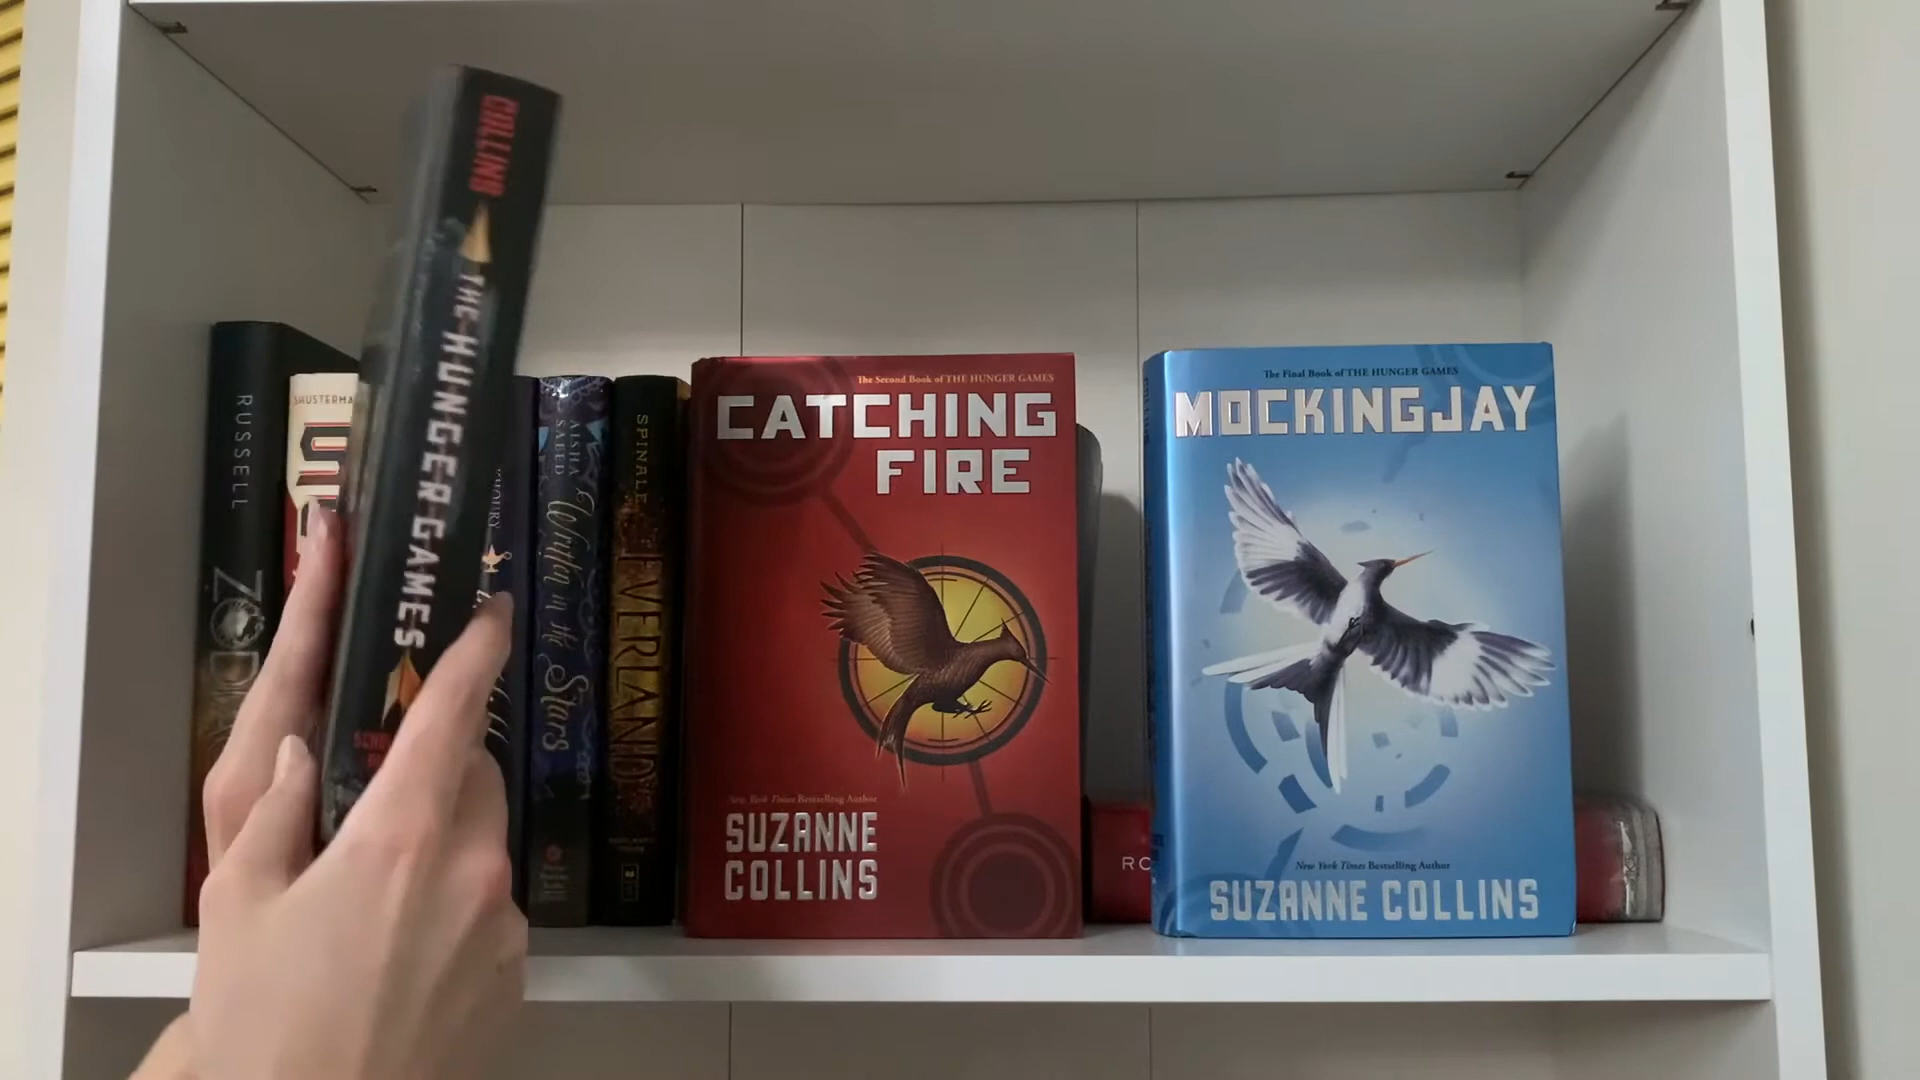 RUSSELL
ZODIAC
SHUSTERMA
COLLINS
THE HUNGER GAMES
AISHA
SAEED
Written in the Stars
SPINALE
EVERLAND
The Second Book of THE HUNGER GAMES
CATCHING
FIRE
New York Times Bestselling Author
SUZANNE
COLLINS
RO
The Final Book of THE HUNGER GAMES
MOCKINGJAY
New York Times Bestselling Author
SUZANNE COLLINS